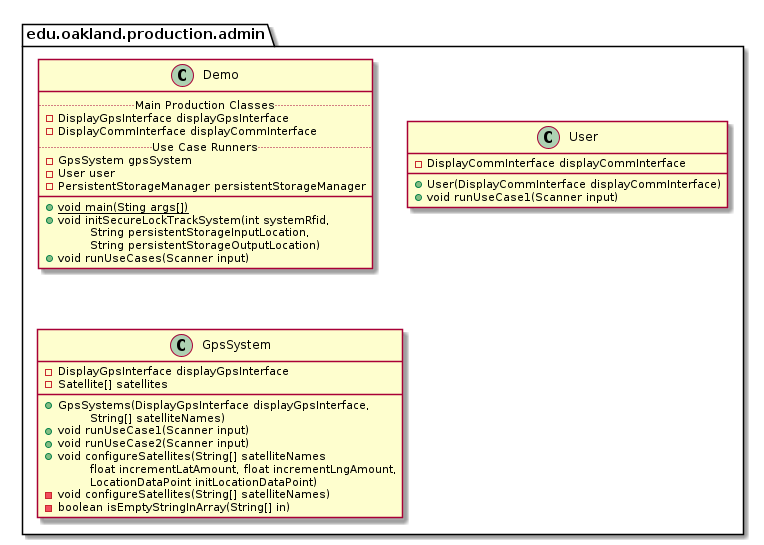 edu.oakland.production.admin
C Demo
Main Production Classes
DisplayGpsInterface displayGpsInterface
DisplayCommInterface displayCommInterface
Use Case Runners
GpsSystem gpsSystem
User user
PersistentStorageManager persistentStorageManager
void main(Sting args[])
void initSecureLockTrackSystem(int systemRfid,
String persistentStorageInputLocation,
String persistentStorageOutputLocation)
void runUseCases(Scanner input)
C User
DisplayCommInterface displayCommInterface
User(DisplayCommInterface displayCommInterface)
void runUseCase1(Scanner input)
C GpsSystem
DisplayGpsInterface displayGpsInterface
Satellite[] satellites
GpsSystems(DisplayGpsInterface displayGpsInterface,
String[] satelliteNames)
void runUseCase1(Scanner input)
void runUseCase2(Scanner input)
void configureSatellites(String[] satelliteNames
float incrementLatAmount, float incrementLngAmount,
LocationDataPoint initLocationDataPoint)
void configureSatellites(String[] satelliteNames)
boolean isEmptyStringInArray(String[] in)